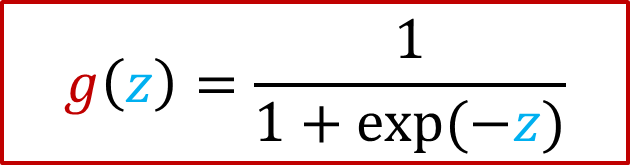 g(z) = 1 / (1 + exp(−z))